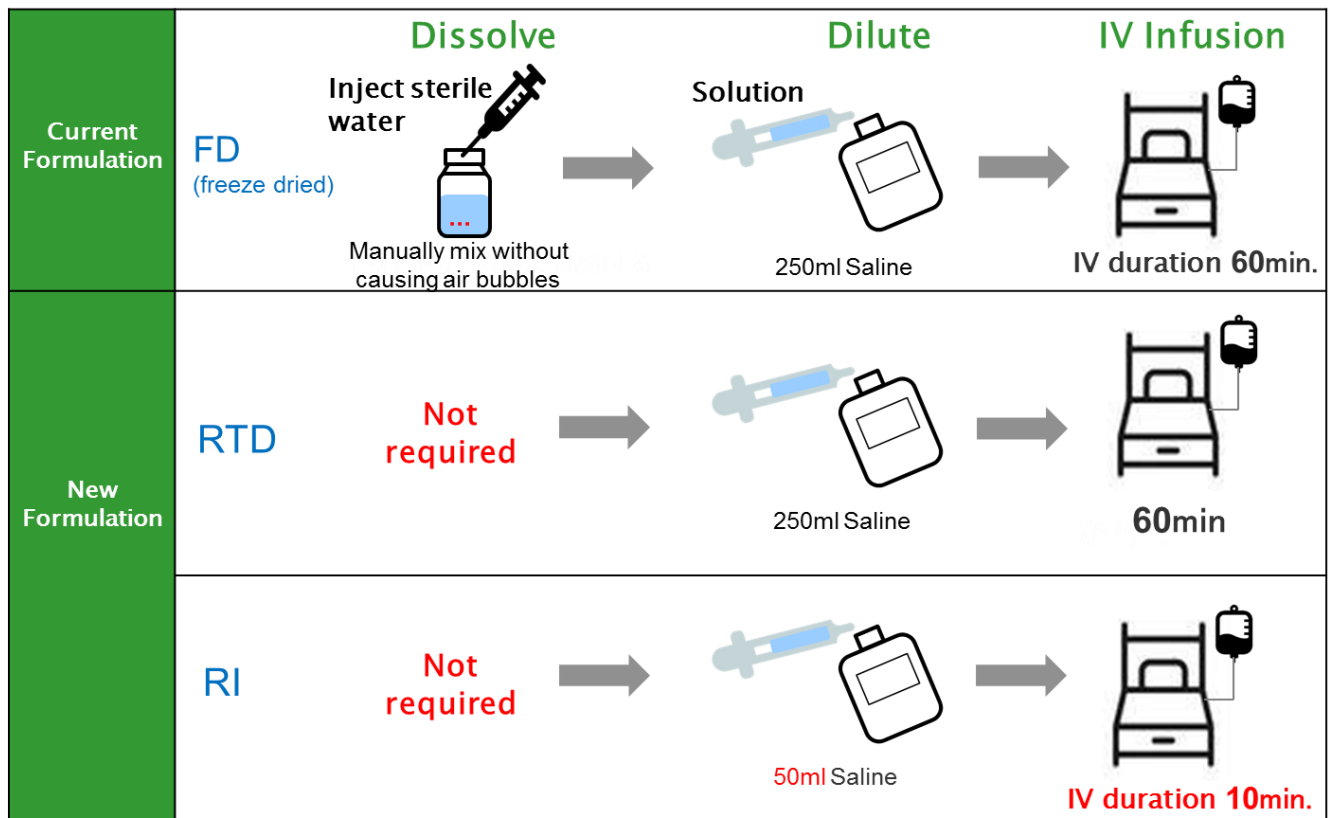 Dissolve
Dilute
IV Infusion
Current
Formulation
FD
(freeze dried)
Inject sterile
water
...
Manually mix without
causing air bubbles
Solution
250ml Saline
IV duration 60min.
New
Formulation
RTD
Not
required
250ml Saline
60min
RI
Not
required
50ml Saline
IV duration 10min.